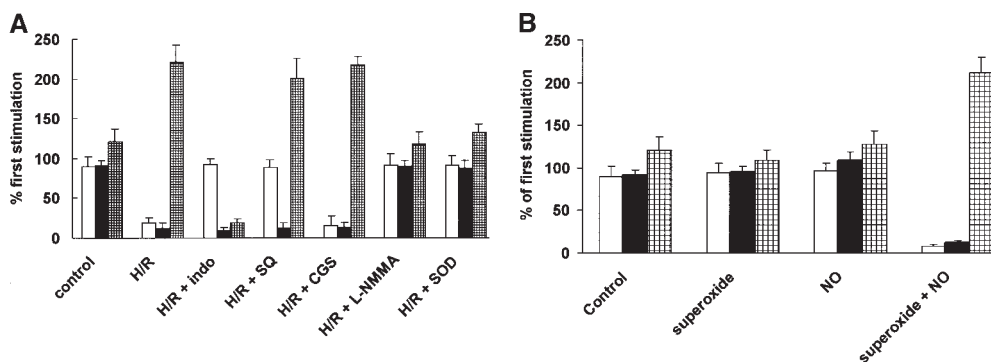 A
% first stimulation
250
200
150
100
50
0
control
H/R
H/R + indo
H/R + SQ
H/R + CGS
H/R + L-NMMA
H/R + SOD
B
% of first stimulation
250
200
150
100
50
0
Control
superoxide
NO
superoxide + NO